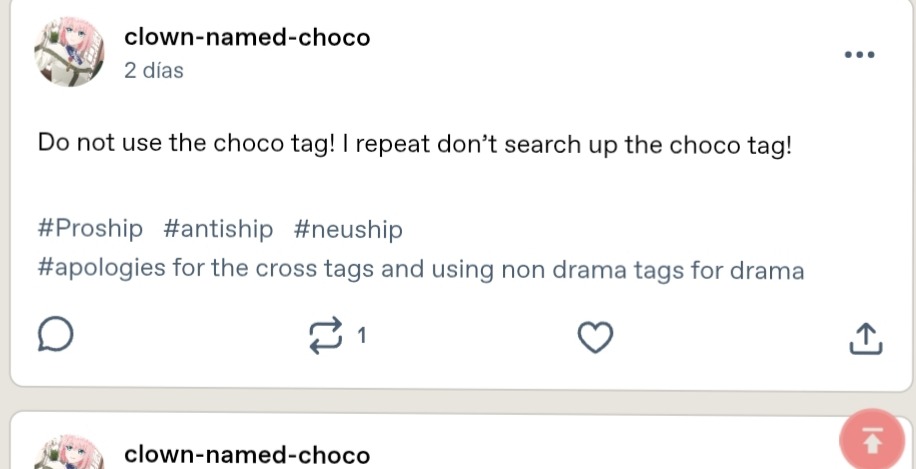 clown-named-choco
2 días
Do not use the choco tag! I repeat don’t search up the choco tag!
#Proship #antiship #neuship
#apologies for the cross tags and using non drama tags for drama
1
clown-named-choco